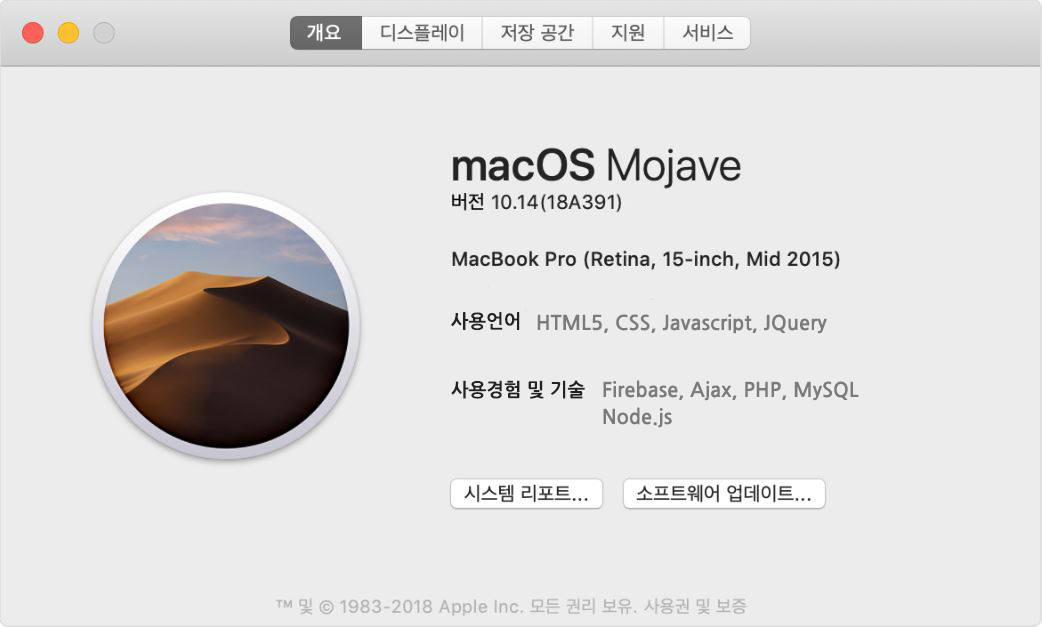 개요 디스플레이 저장 공간 지원 서비스
macOS Mojave
버전 10.14(18A391)
MacBook Pro (Retina, 15-inch, Mid 2015)
사용언어 HTML5, CSS, Javascript, JQuery
사용경험 및 기술 Firebase, Ajax, PHP, MySQL
Node.js
시스템 리포트... 소프트웨어 업데이트...
™ 및 © 1983-2018 Apple Inc. 모든 권리 보유. 사용권 및 보증